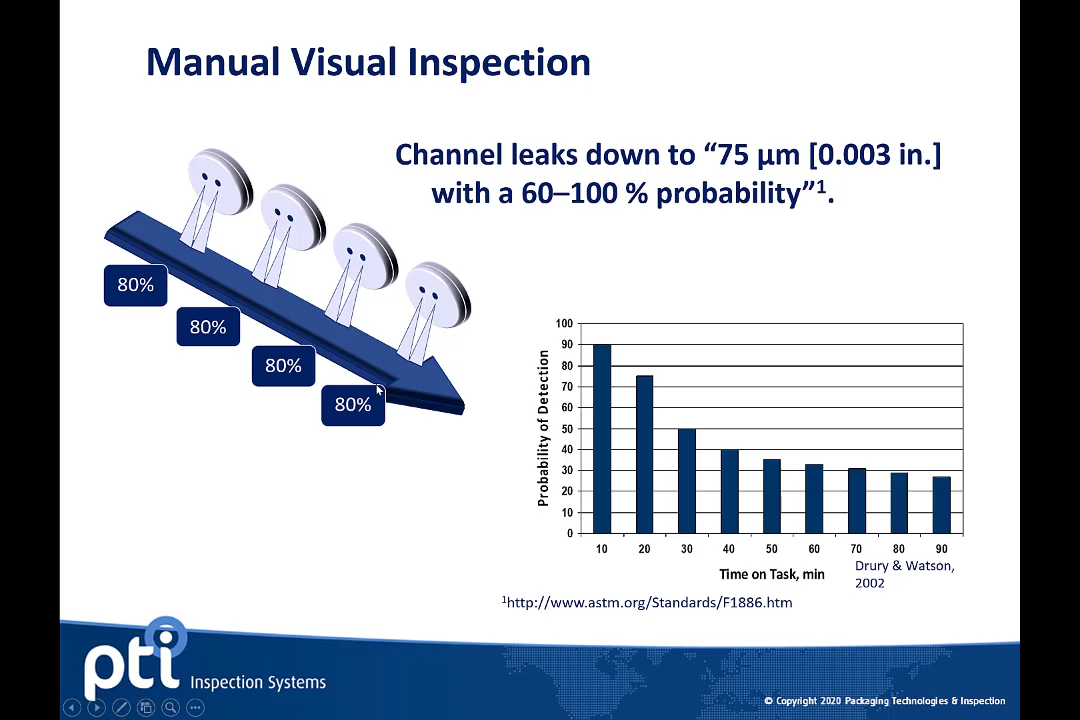 Manual Visual Inspection
Channel leaks down to “75 µm [0.003 in.]
with a 60–100 % probability”1.
80%
80%
80%
80%
Probability of Detection
100
90
80
70
60
50
40
30
20
10
0
10 20 30 40 50 60 70 80 90
Time on Task, min
Drury & Watson,
2002
1http://www.astm.org/Standards/F1886.htm
pti Inspection Systems
© Copyright 2020 Packaging Technologies & Inspection